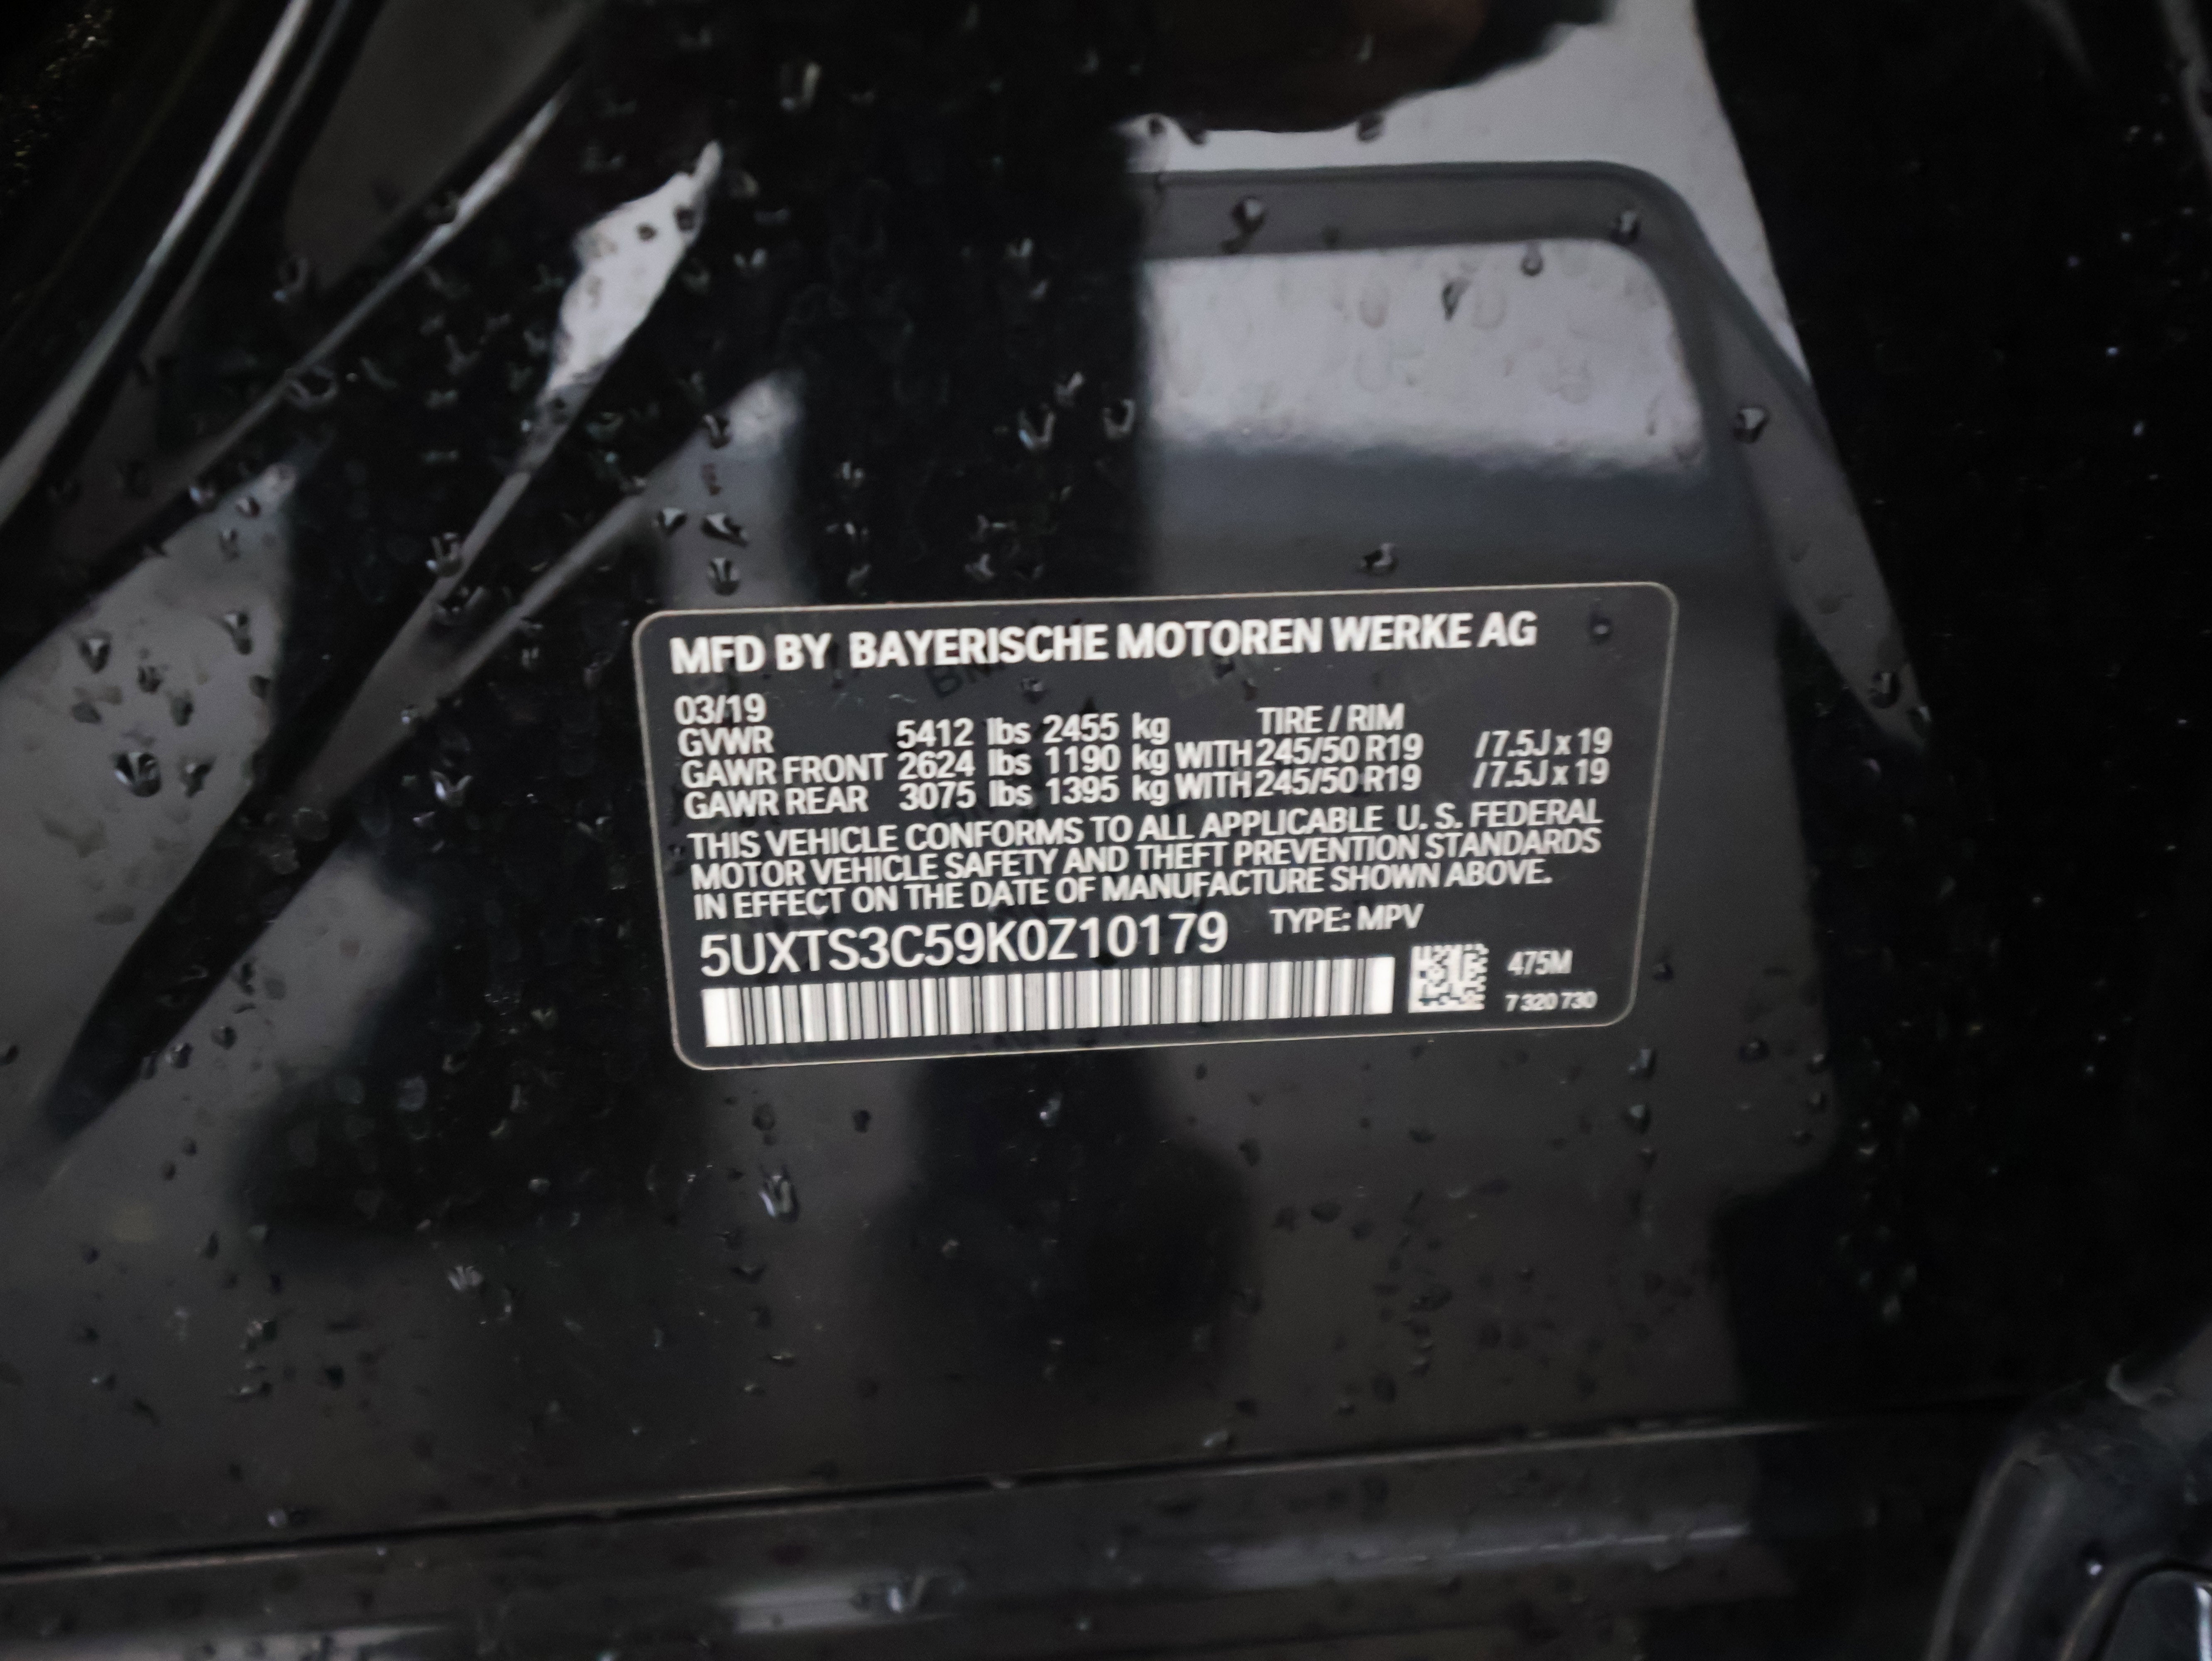 MFD BY BAYERISCHE MOTOREN WERKE AG
03/19
GVWR 5412 lbs 2455 kg TIRE / RIM
GAWR FRONT 2624 lbs 1190 kg WITH 245/50 R19 / 7.5J x 19
GAWR REAR 3075 lbs 1395 kg WITH 245/50 R19 / 7.5J x 19
THIS VEHICLE CONFORMS TO ALL APPLICABLE U. S. FEDERAL
MOTOR VEHICLE SAFETY AND THEFT PREVENTION STANDARDS
IN EFFECT ON THE DATE OF MANUFACTURE SHOWN ABOVE.
5UXTS3C59K0Z10179 TYPE: MPV
475M
7 320 730